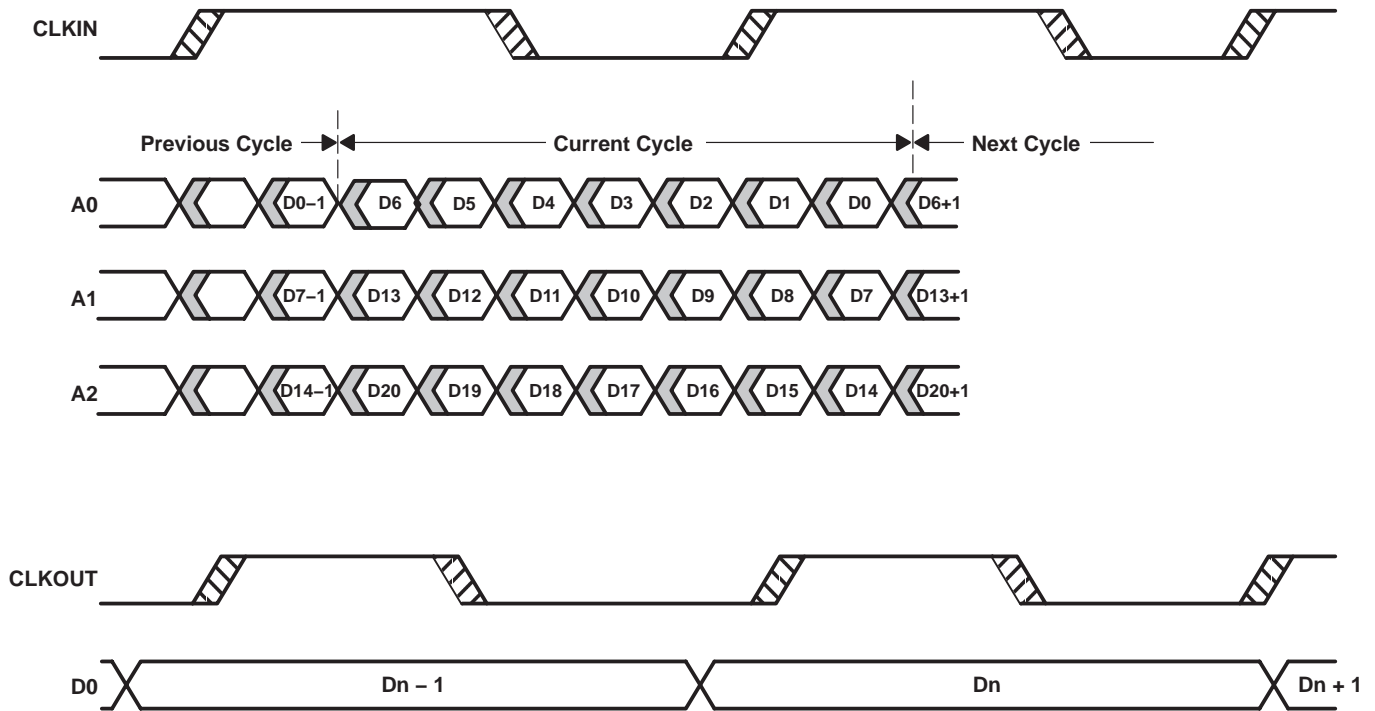 CLKIN
Previous Cycle Current Cycle Next Cycle
A0 D0–1 D6 D5 D4 D3 D2 D1 D0 D6+1
A1 D7–1 D13 D12 D11 D10 D9 D8 D7 D13+1
A2 D14–1 D20 D19 D18 D17 D16 D15 D14 D20+1
CLKOUT
D0 Dn – 1 Dn Dn + 1